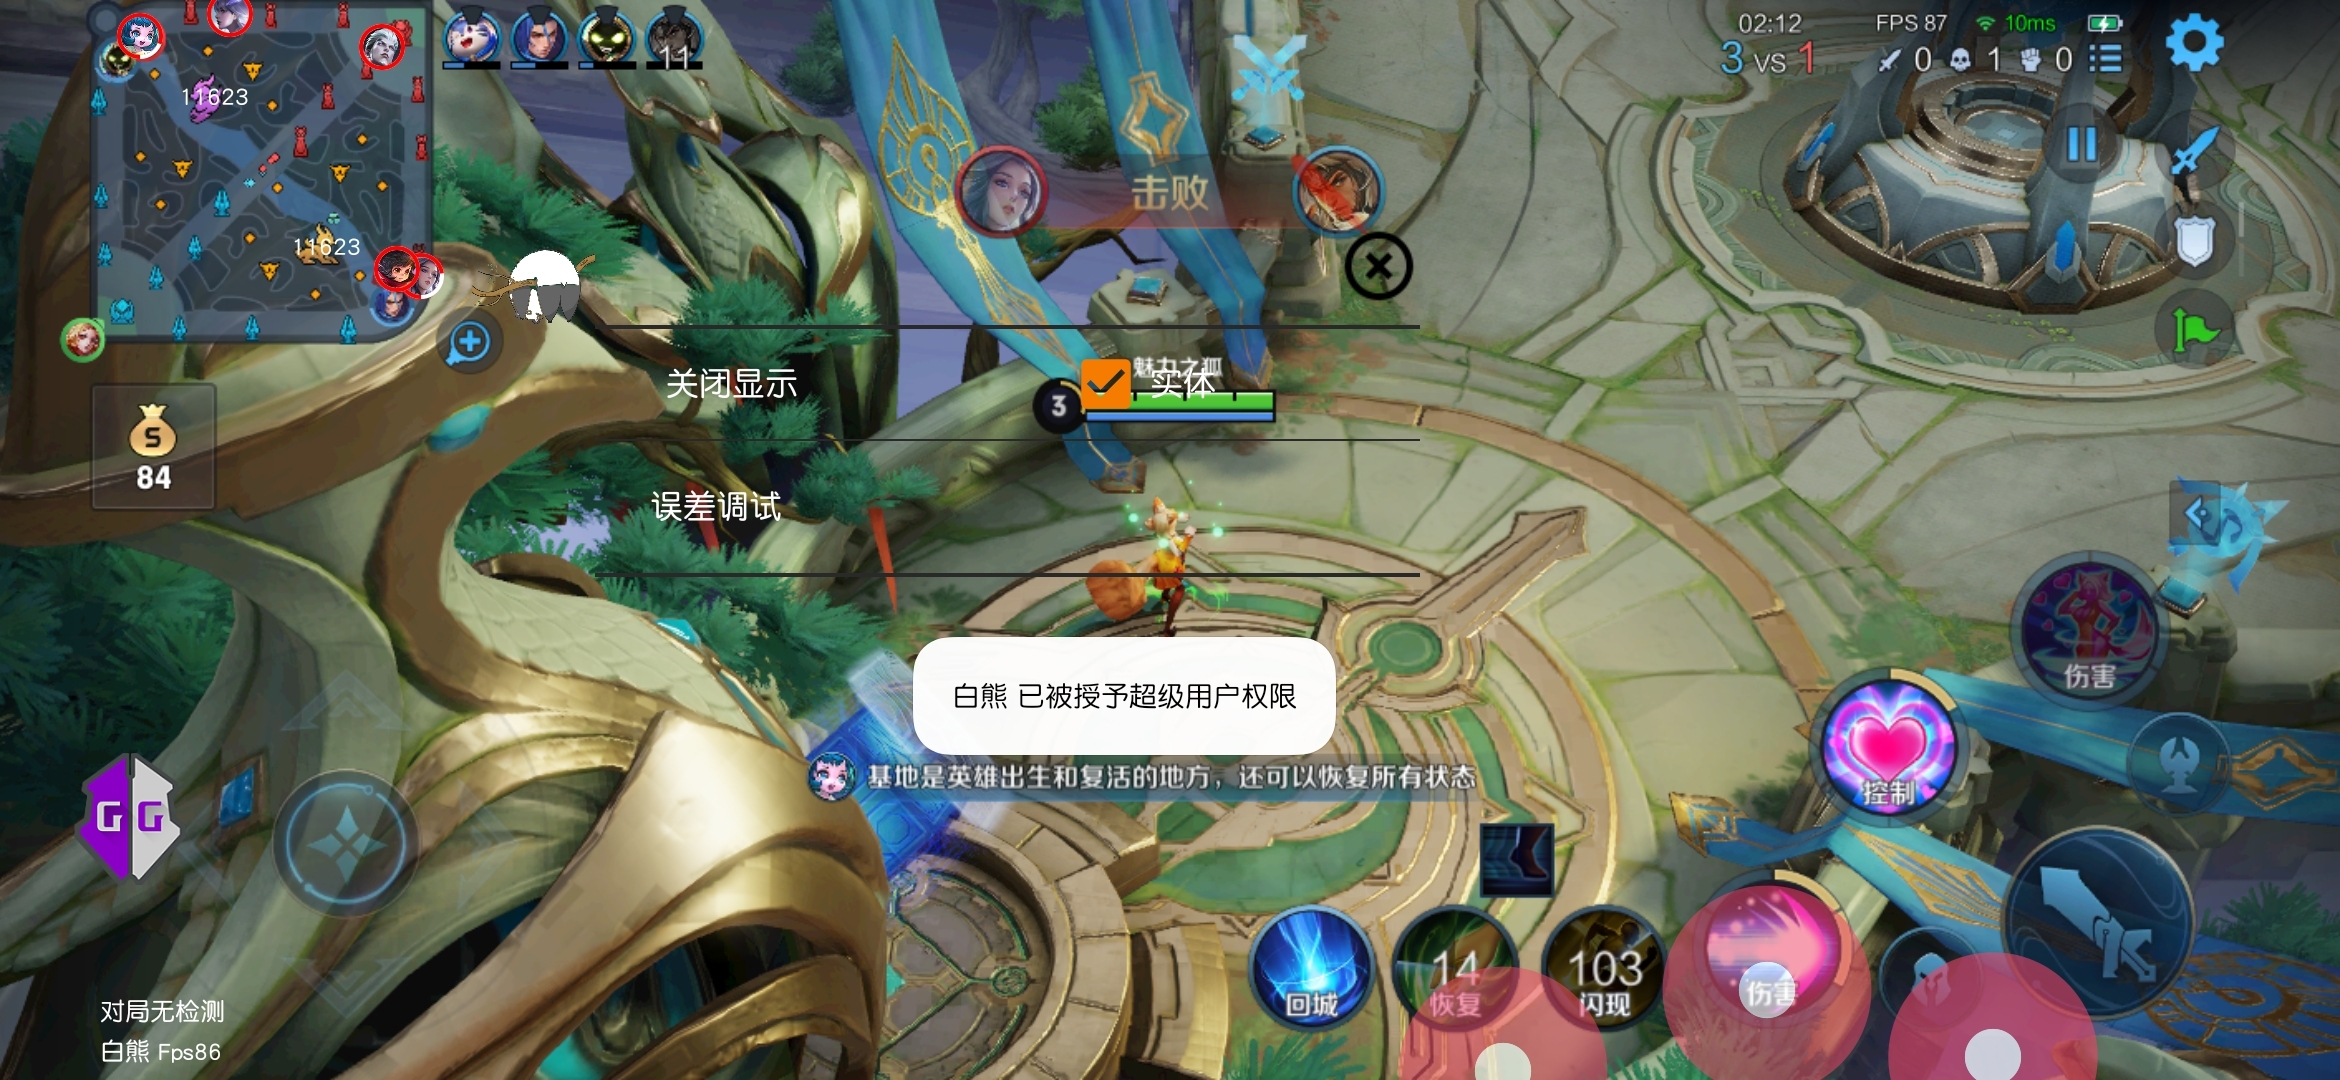 02:12
FPS 87
10ms
3 VS 1
0
1
0
11
11623
11623
击败
魅力之狐
关闭显示
实体
3
S
84
误差调试
伤害
白熊 已被授予超级用户权限
基地是英雄出生和复活的地方，还可以恢复所有状态
控制
G G
14
恢复
103
闪现
回城
伤害
对局无检测
白熊 Fps86